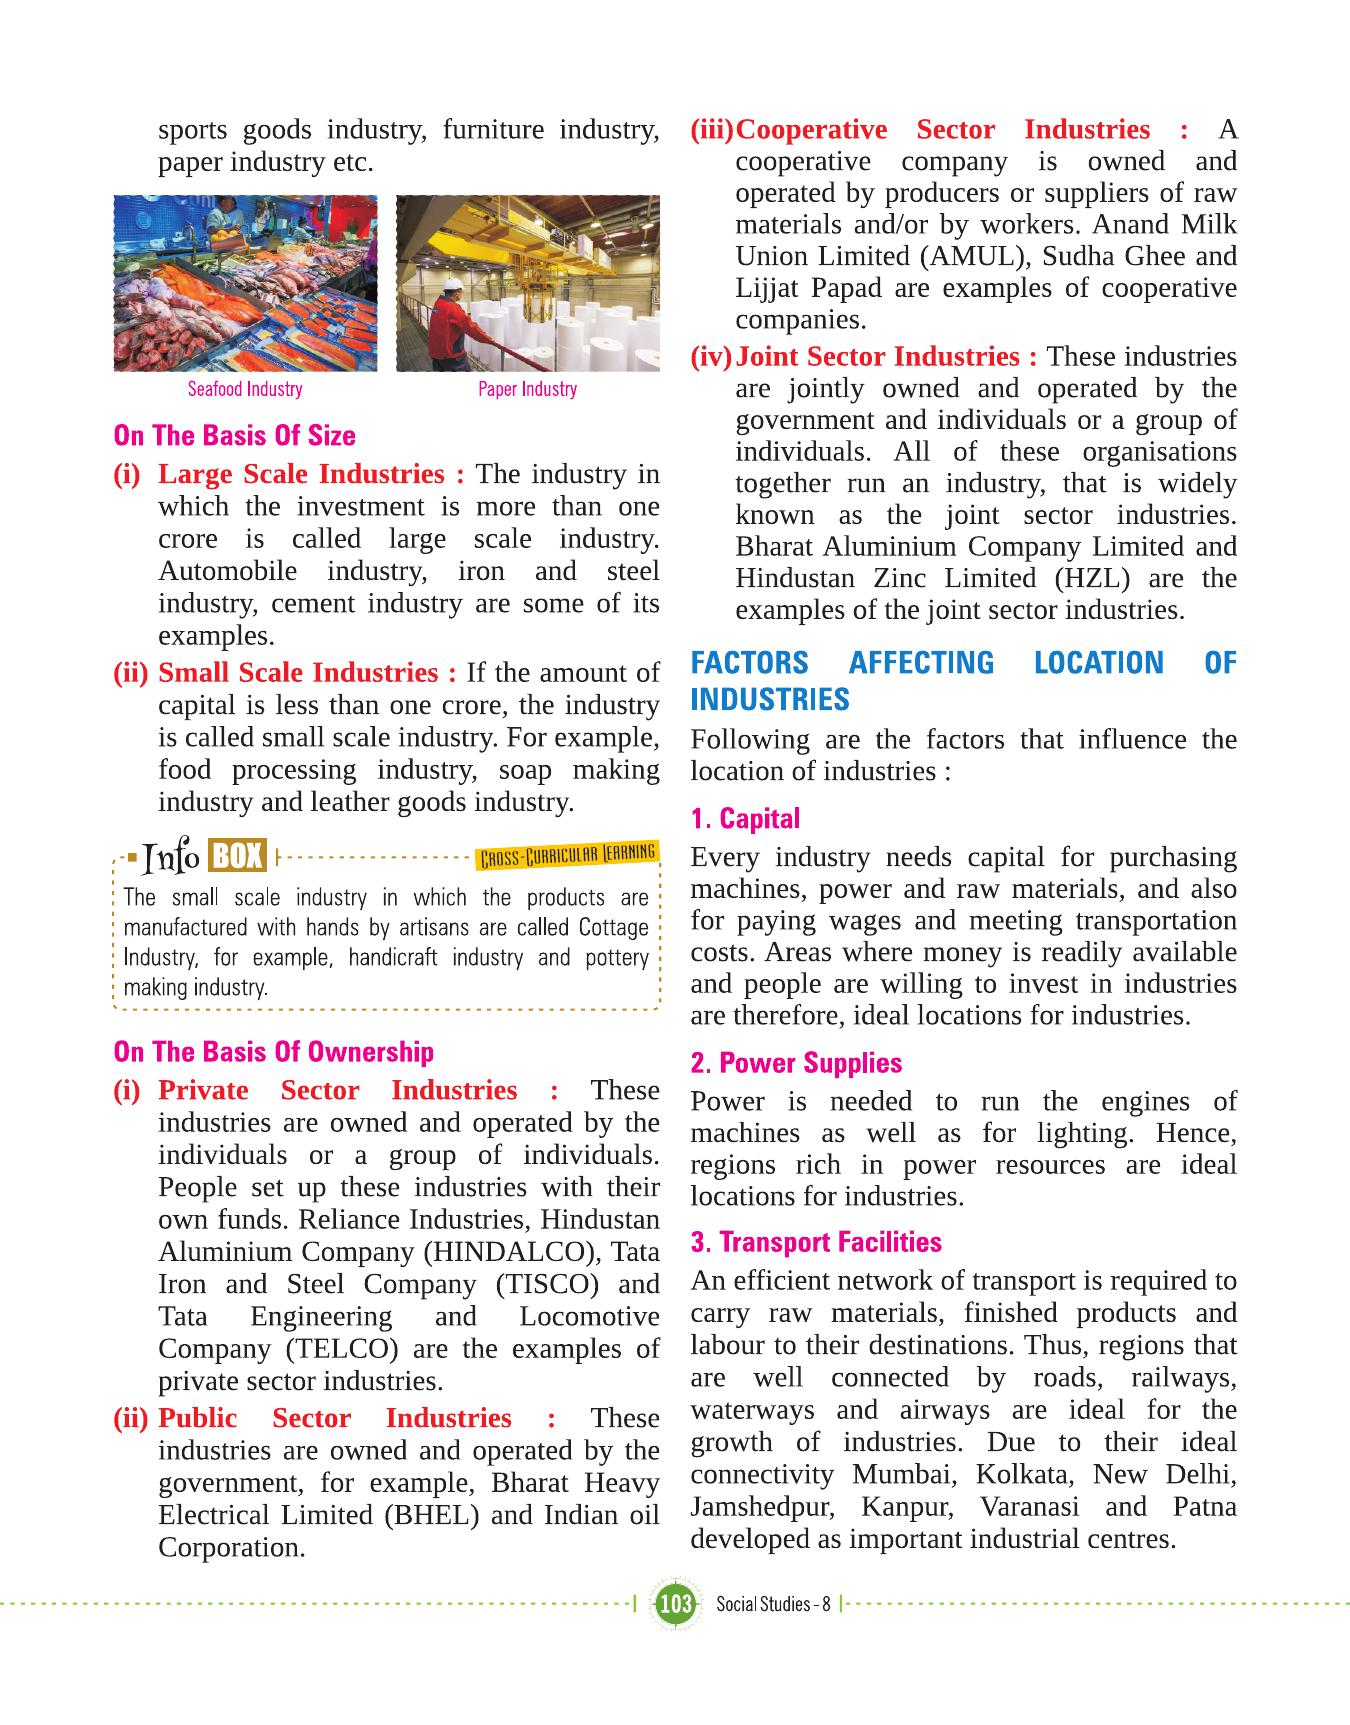 sports goods industry, furniture industry,
paper industry etc.
Seafood Industry
Paper Industry
On The Basis Of Size
(i) Large Scale Industries : The industry in
which the investment is more than one
crore is called large scale industry.
Automobile industry, iron and steel
industry, cement industry are some of its
examples.
(ii) Small Scale Industries : If the amount of
capital is less than one crore, the industry
is called small scale industry. For example,
food processing industry, soap making
industry and leather goods industry.
Info BOX
Cross-Curricular Learning
The small scale industry in which the products are
manufactured with hands by artisans are called Cottage
Industry, for example, handicraft industry and pottery
making industry.
On The Basis Of Ownership
(i) Private Sector Industries : These
industries are owned and operated by the
individuals or a group of individuals.
People set up these industries with their
own funds. Reliance Industries, Hindustan
Aluminium Company (HINDALCO), Tata
Iron and Steel Company (TISCO) and
Tata Engineering and Locomotive
Company (TELCO) are the examples of
private sector industries.
(ii) Public Sector Industries : These
industries are owned and operated by the
government, for example, Bharat Heavy
Electrical Limited (BHEL) and Indian oil
Corporation.
(iii) Cooperative Sector Industries : A
cooperative company is owned and
operated by producers or suppliers of raw
materials and/or by workers. Anand Milk
Union Limited (AMUL), Sudha Ghee and
Lijjat Papad are examples of cooperative
companies.
(iv) Joint Sector Industries : These industries
are jointly owned and operated by the
government and individuals or a group of
individuals. All of these organisations
together run an industry, that is widely
known as the joint sector industries.
Bharat Aluminium Company Limited and
Hindustan Zinc Limited (HZL) are the
examples of the joint sector industries.
FACTORS AFFECTING LOCATION OF
INDUSTRIES
Following are the factors that influence the
location of industries :
1. Capital
Every industry needs capital for purchasing
machines, power and raw materials, and also
for paying wages and meeting transportation
costs. Areas where money is readily available
and people are willing to invest in industries
are therefore, ideal locations for industries.
2. Power Supplies
Power is needed to run the engines of
machines as well as for lighting. Hence,
regions rich in power resources are ideal
locations for industries.
3. Transport Facilities
An efficient network of transport is required to
carry raw materials, finished products and
labour to their destinations. Thus, regions that
are well connected by roads, railways,
waterways and airways are ideal for the
growth of industries. Due to their ideal
connectivity Mumbai, Kolkata, New Delhi,
Jamshedpur, Kanpur, Varanasi and Patna
developed as important industrial centres.
103 Social Studies - 8